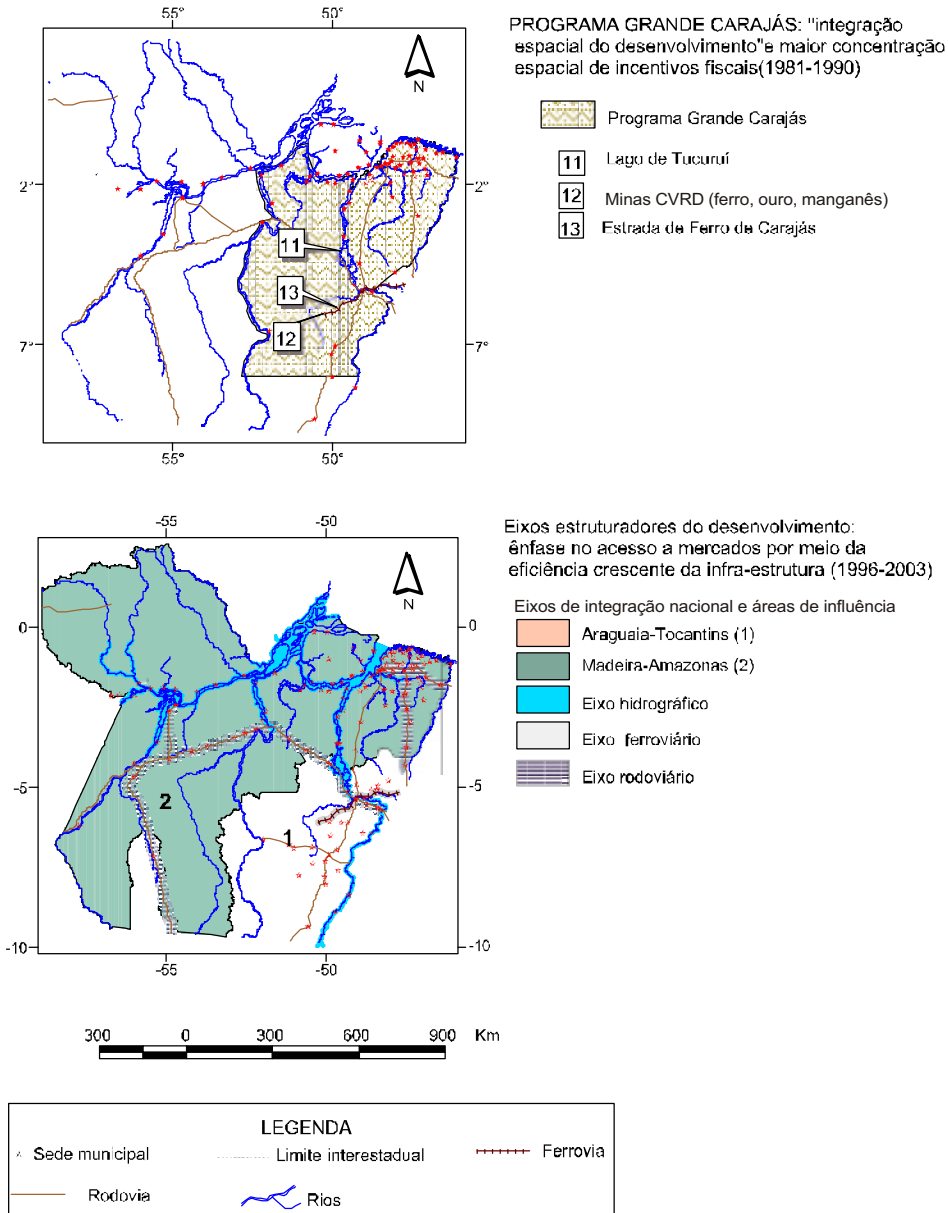 PROGRAMA GRANDE CARAJÁS: "integração
espacial do desenvolvimento"e maior concentração
espacial de incentivos fiscais(1981-1990)
N
Programa Grande Carajás
11 Lago de Tucuruí
12 Minas CVRD (ferro, ouro, manganês)
13 Estrada de Ferro de Carajás
2° 2°
11
13
12
7° 7°
55° 50°
-55 -50
Eixos estruturadores do desenvolvimento:
ênfase no acesso a mercados por meio da
eficiência crescente da infra-estrutura (1996-2003)
N
Eixos de integração nacional e áreas de influência
Araguaia-Tocantins (1)
Madeira-Amazonas (2)
Eixo hidrográfico
Eixo ferroviário
Eixo rodoviário
0 0
-5 -5
2
1
-10 -10
-55 -50
300 0 300 600 900 Km
LEGENDA
Sede municipal Limite interestadual Ferrovia
Rodovia Rios